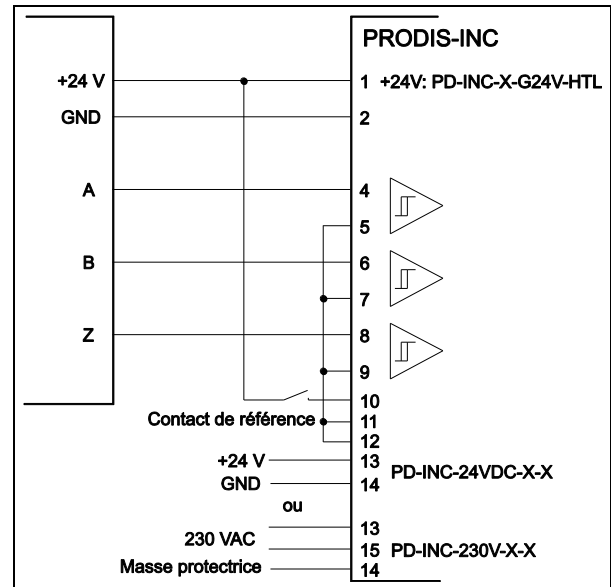 PRODIS-INC
+24 V
1 +24V: PD-INC-X-G24V-HTL
GND
2
A
4
5
B
6
7
Z
8
9
10
Contact de référence
11
12
+24 V
13
PD-INC-24VDC-X-X
GND
14
ou
13
230 VAC
15 PD-INC-230V-X-X
Masse protectrice
14